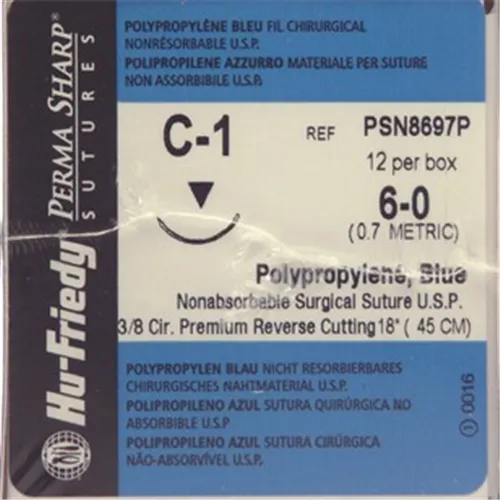 Hu-Friedy PERMA SHARP®
SUTURES
POLYPROPYLÈNE BLEU FIL CHIRURGICAL
NONRÉSORBABLE U.S.P.
POLIPROPILENE AZZURRO MATERIALE PER SUTURE
NON ASSORBIBILE U.S.P.
C-1
REF PSN8697P
12 per box
6-0
(0.7 METRIC)
Polypropylene, Blue
Nonabsorbable Surgical Suture U.S.P.
3/8 Cir. Premium Reverse Cutting 18" ( 45 CM)
POLYPROPYLEN BLAU NICHT RESORBIERBARES
CHIRURGISCHES NAHTMATERIAL U.S.P.
POLIPROPILENO AZUL SUTURA QUIRÚRGICA NO
ABSORBIBLE U.S.P.
POLIPROPILENO AZUL SUTURA CIRÚRGICA
NÃO-ABSORVÍVEL U.S.P.
1 0016